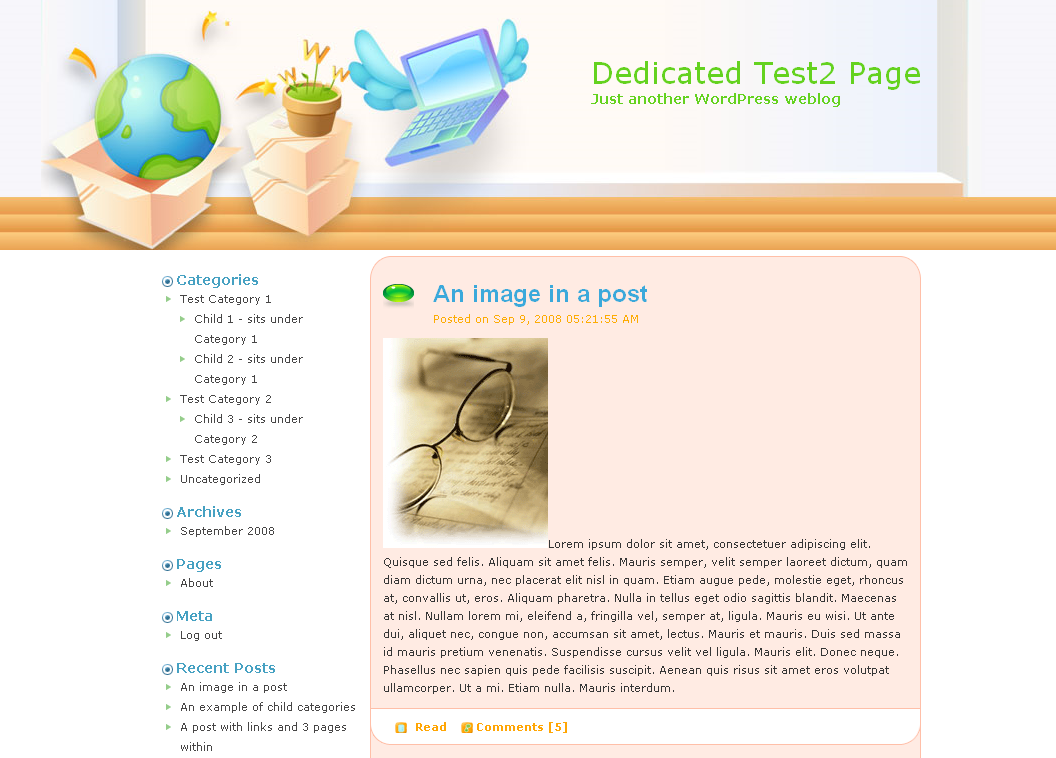 W W W
Dedicated Test2 Page
Just another WordPress weblog
Categories
Test Category 1
Child 1 - sits under
Category 1
Child 2 - sits under
Category 1
Test Category 2
Child 3 - sits under
Category 2
Test Category 3
Uncategorized
Archives
September 2008
Pages
About
Meta
Log out
Recent Posts
An image in a post
An example of child categories
A post with links and 3 pages
within
An image in a post
Posted on Sep 9, 2008 05:21:55 AM
Lorem ipsum dolor sit amet, consectetuer adipiscing elit.
Quisque sed felis. Aliquam sit amet felis. Mauris semper, velit semper laoreet dictum, quam
diam dictum urna, nec placerat elit nisl in quam. Etiam augue pede, molestie eget, rhoncus
at, convallis ut, eros. Aliquam pharetra. Nulla in tellus eget odio sagittis blandit. Maecenas
at nisl. Nullam lorem mi, eleifend a, fringilla vel, semper at, ligula. Mauris eu wisi. Ut ante
dui, aliquet nec, congue non, accumsan sit amet, lectus. Mauris et mauris. Duis sed massa
id mauris pretium venenatis. Suspendisse cursus velit vel ligula. Mauris elit. Donec neque.
Phasellus nec sapien quis pede facilisis suscipit. Aenean quis risus sit amet eros volutpat
ullamcorper. Ut a mi. Etiam nulla. Mauris interdum.
Read Comments [5]